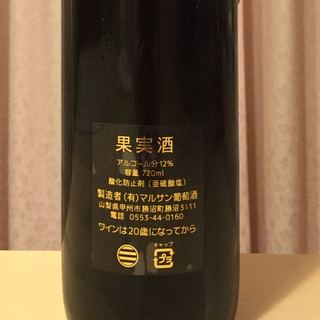 果実酒
アルコール分12%
容量 720ml
酸化防止剤（亜硫酸塩）
製造者(有)マルサン葡萄酒
山梨県甲州市勝沼町勝沼3111
電話 0553-44-0160
ワインは20歳になってから
キャップ
プラ